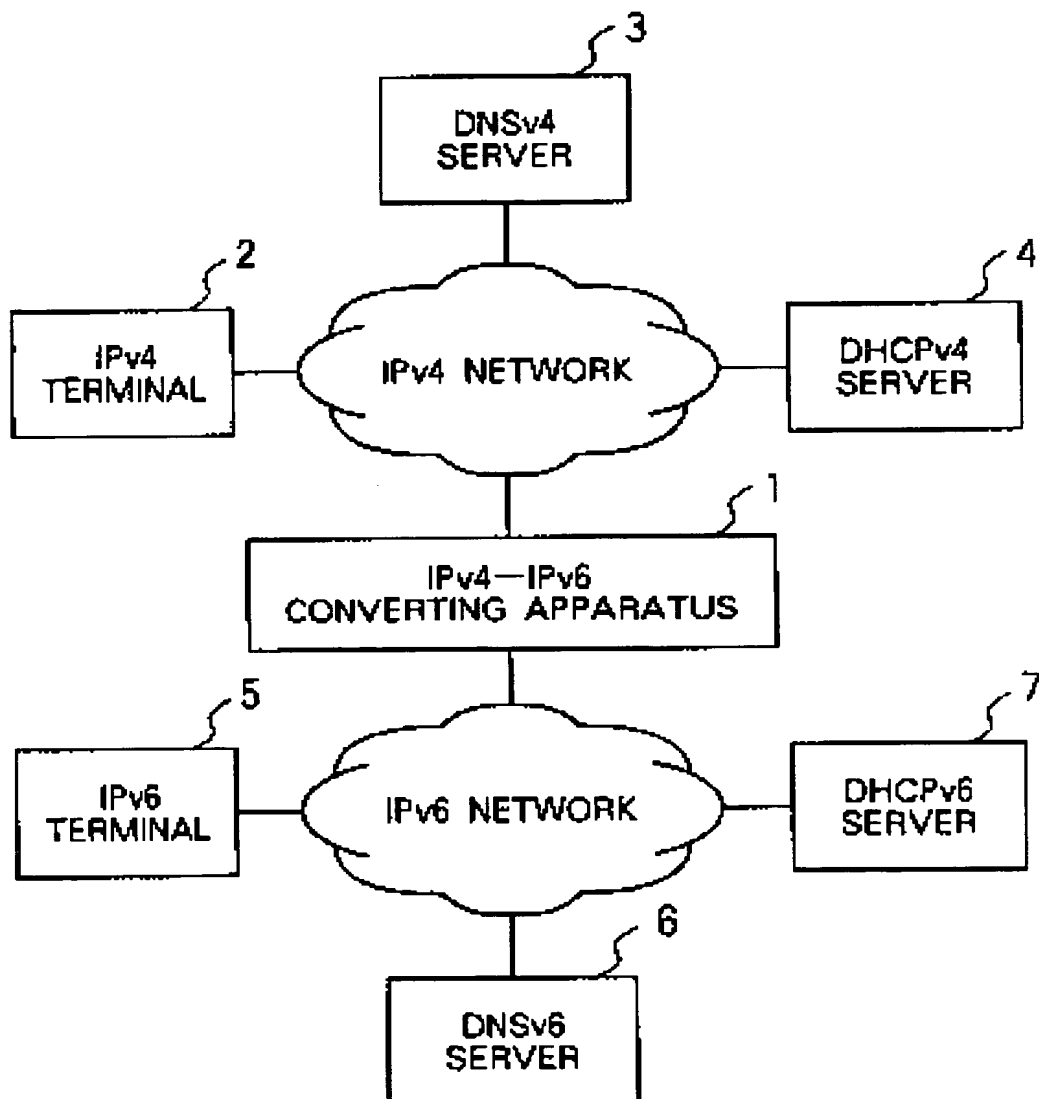 3
DNSv4
SERVER
2
4
IPv4
TERMINAL
IPv4 NETWORK
DHCPv4
SERVER
1
IPv4—IPv6
CONVERTING APPARATUS
5
7
IPv6
TERMINAL
IPv6 NETWORK
DHCPv6
SERVER
6
DNSv6
SERVER